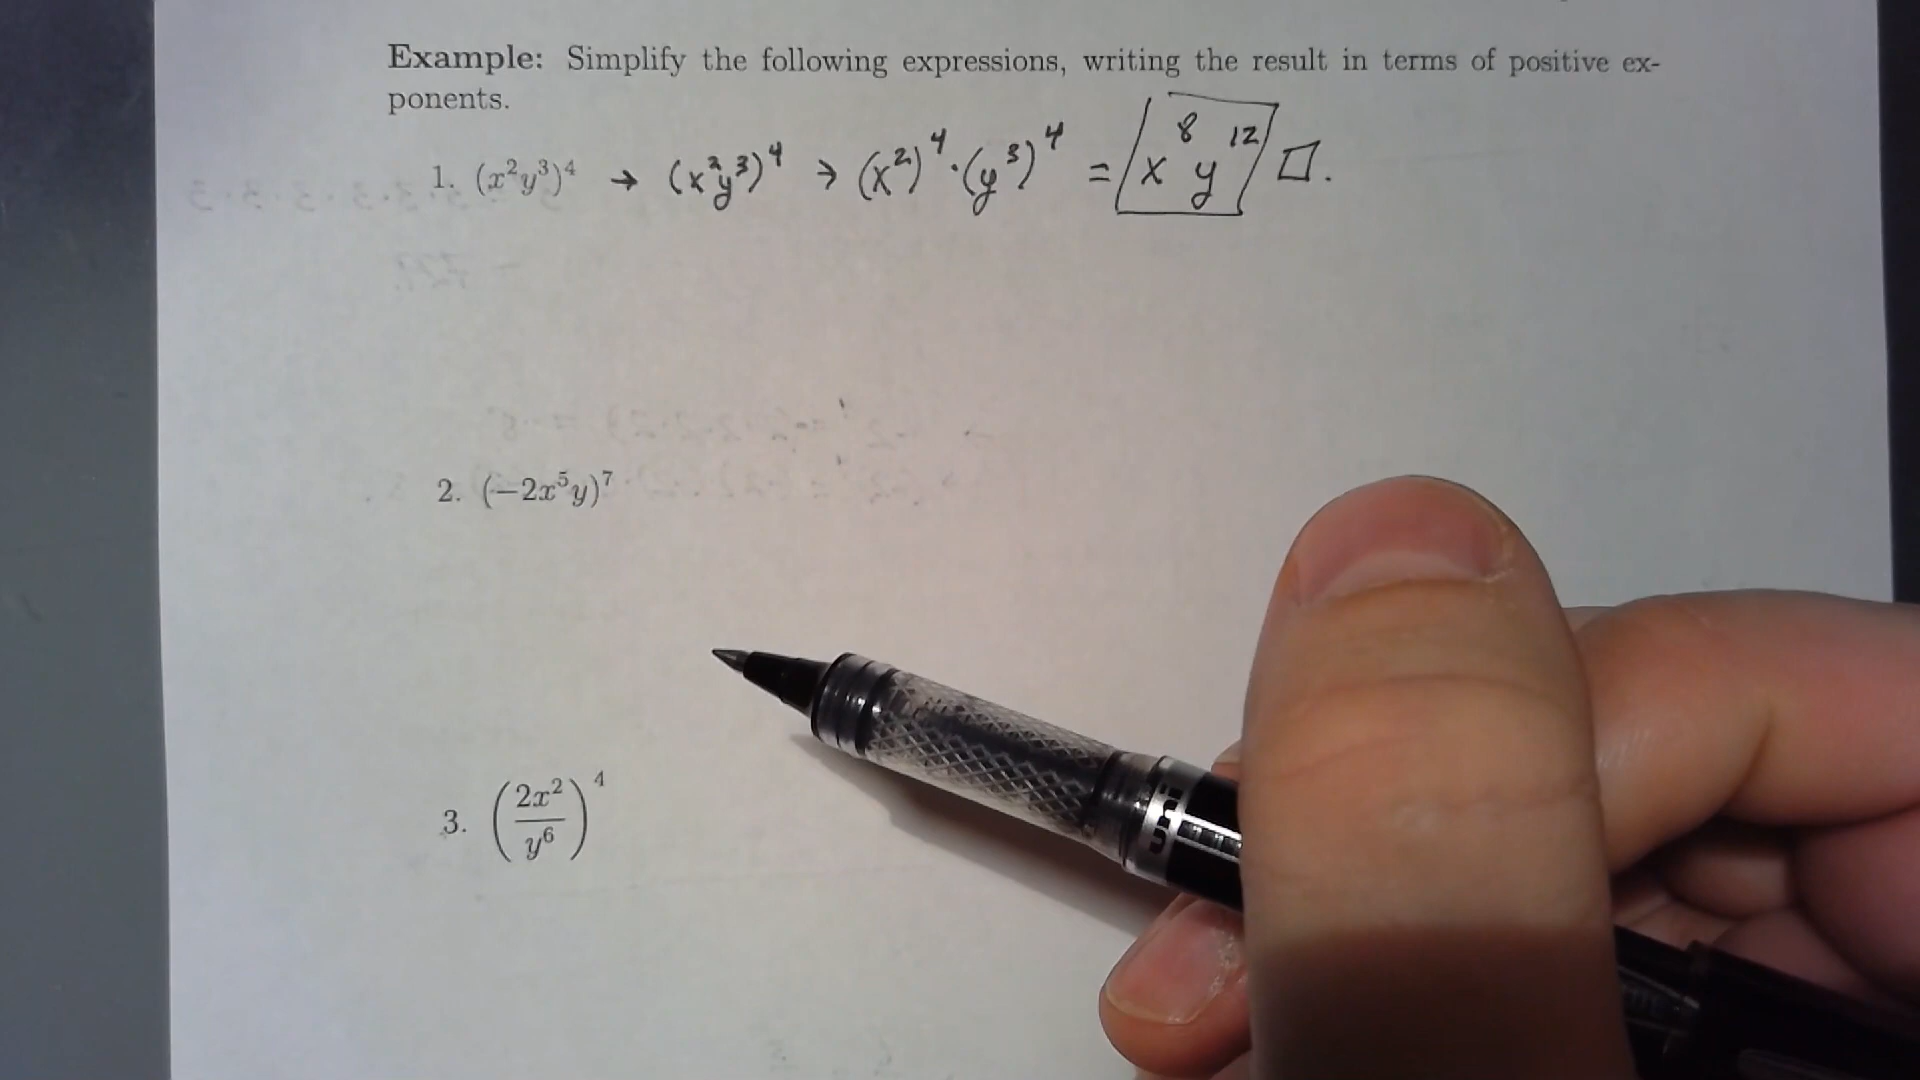 Example: Simplify the following expressions, writing the result in terms of positive ex-
ponents.
1. (x²y³)⁴ → (x²y³)⁴ → (x²)⁴·(y³)⁴ = x⁸y¹² □.
2. (−2x⁵y)⁷
3. (2x²/y⁶)⁴
uni